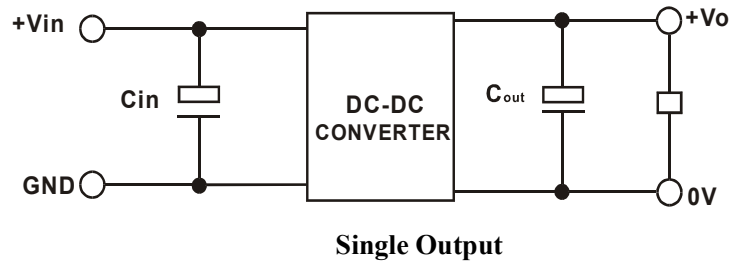 +Vin
+Vo
Cin
Cout
DC-DC
CONVERTER
GND
0V
Single Output